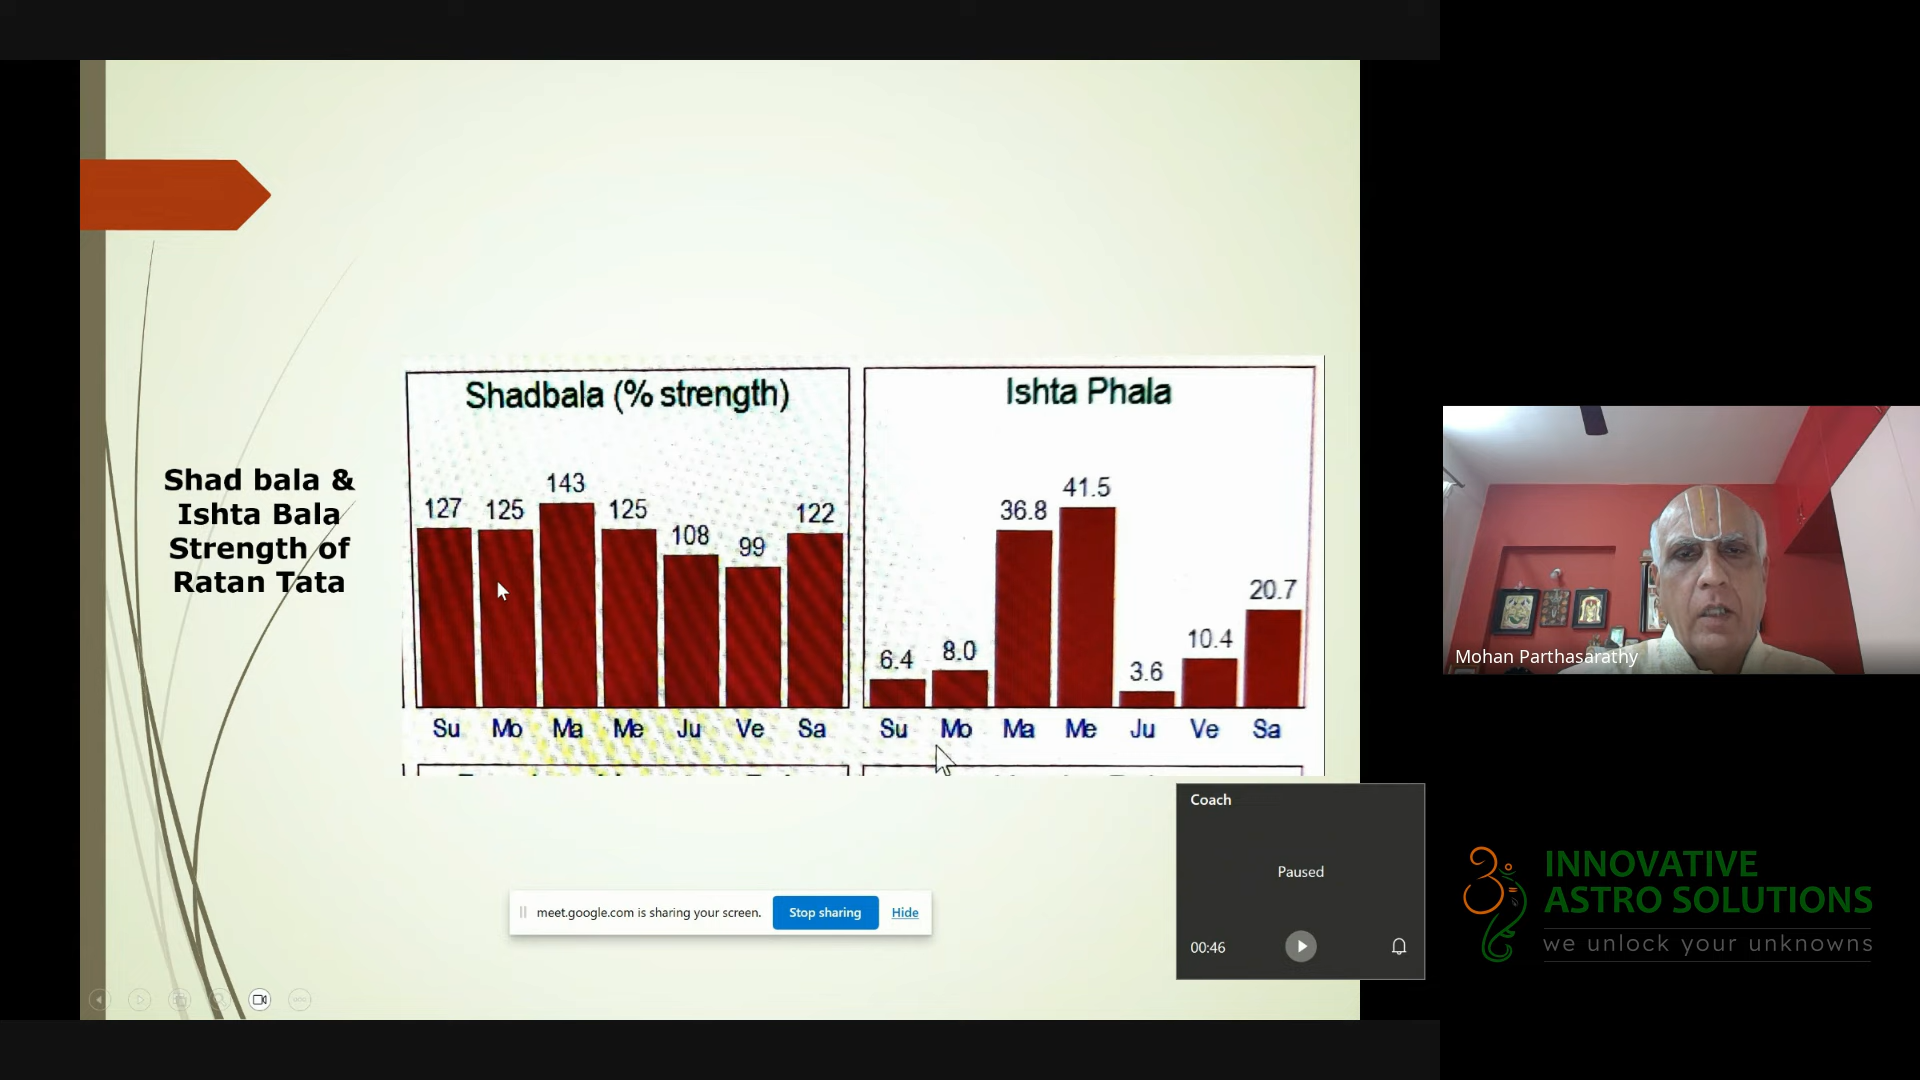 Shad bala &
Ishta Bala
Strength of
Ratan Tata
Shadbala (% strength)
127 125 143 125 108 99 122
Su Mo Ma Me Ju Ve Sa
Ishta Phala
6.4 8.0 36.8 41.5 3.6 10.4 20.7
Su Mo Ma Me Ju Ve Sa
Coach
Paused
00:46
meet.google.com is sharing your screen. Stop sharing Hide
Mohan Parthasarathy
INNOVATIVE
ASTRO SOLUTIONS
we unlock your unknowns